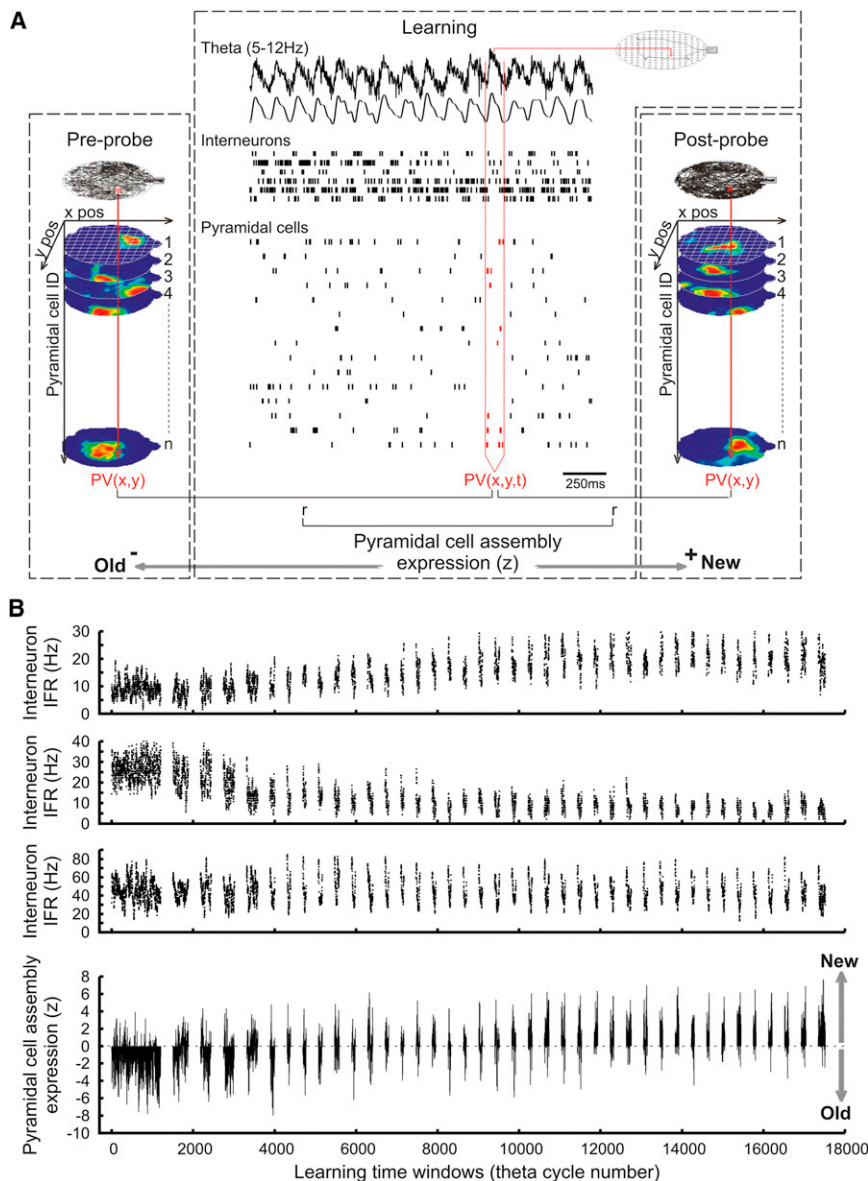 A
Learning
Theta (5-12Hz)
Pre-probe
x pos
y pos
Pyramidal cell ID
1
2
3
4
n
PV(x,y)
Interneurons
Pyramidal cells
250ms
PV(x,y,t)
Post-probe
x pos
y pos
Pyramidal cell ID
1
2
3
4
n
PV(x,y)
r
r
Pyramidal cell assembly
expression (z)
Old -
+ New
B
Interneuron
IFR (Hz)
30
20
10
0
Interneuron
IFR (Hz)
40
30
20
10
0
Interneuron
IFR (Hz)
80
60
40
20
0
Pyramidal cell assembly
expression (z)
8
6
4
2
0
-2
-4
-6
-8
-10
New
Old
0 2000 4000 6000 8000 10000 12000 14000 16000 18000
Learning time windows (theta cycle number)